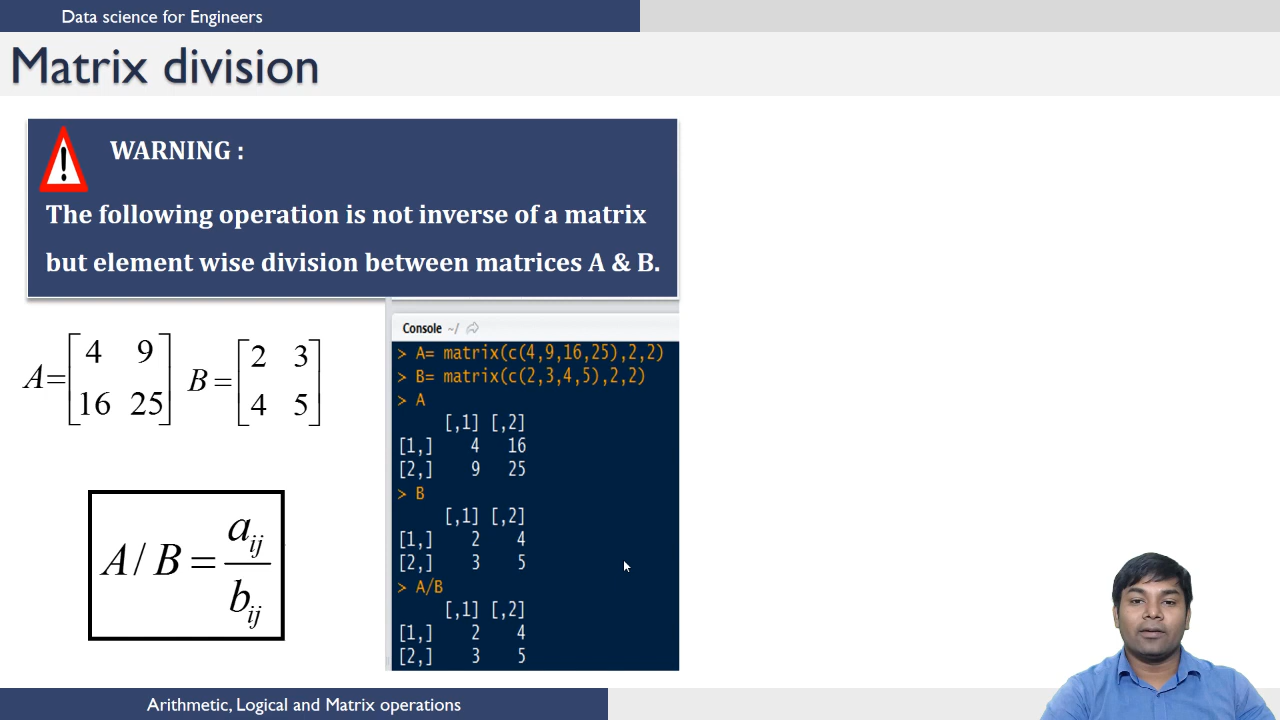 Data science for Engineers
Matrix division
WARNING :
The following operation is not inverse of a matrix
but element wise division between matrices A & B.
A= [4 9
16 25]
B = [2 3
4 5]
A / B = aij / bij
Console ~/
> A= matrix(c(4,9,16,25),2,2)
> B= matrix(c(2,3,4,5),2,2)
> A
[,1] [,2]
[1,] 4 16
[2,] 9 25
> B
[,1] [,2]
[1,] 2 4
[2,] 3 5
> A/B
[,1] [,2]
[1,] 2 4
[2,] 3 5
Arithmetic, Logical and Matrix operations